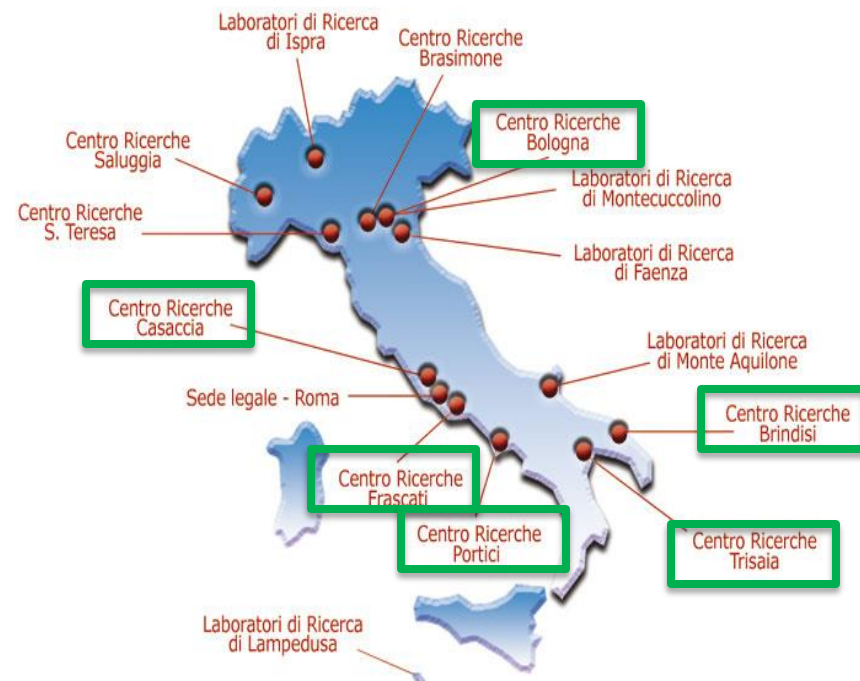 Laboratori di Ricerca
di Ispra
Centro Ricerche
Brasimone
Centro Ricerche
Bologna
Centro Ricerche
Saluggia
Laboratori di Ricerca
di Montecuccolino
Centro Ricerche
S. Teresa
Laboratori di Ricerca
di Faenza
Centro Ricerche
Casaccia
Laboratori di Ricerca
di Monte Aquilone
Sede legale - Roma
Centro Ricerche
Brindisi
Centro Ricerche
Frascati
Centro Ricerche
Portici
Centro Ricerche
Trisaia
Laboratori di Ricerca
di Lampedusa